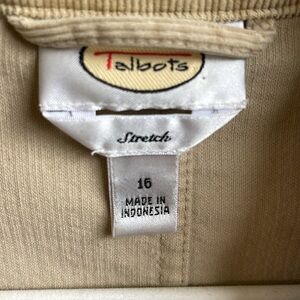 Talbots
Stretch
16
MADE IN
INDONESIA